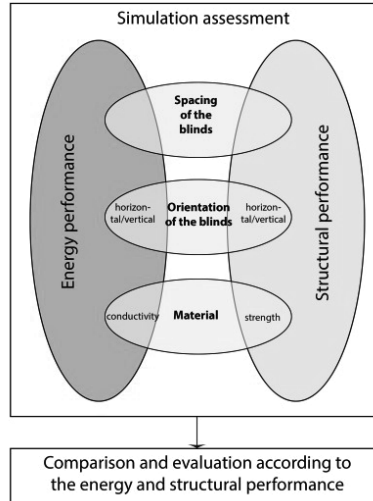 Simulation assessment
Energy performance
Spacing
of the
blinds
horizon-
tal/vertical
Orientation
of the blinds
horizon-
tal/vertical
conductivity
Material
strength
Structural performance
Comparison and evaluation according to
the energy and structural performance